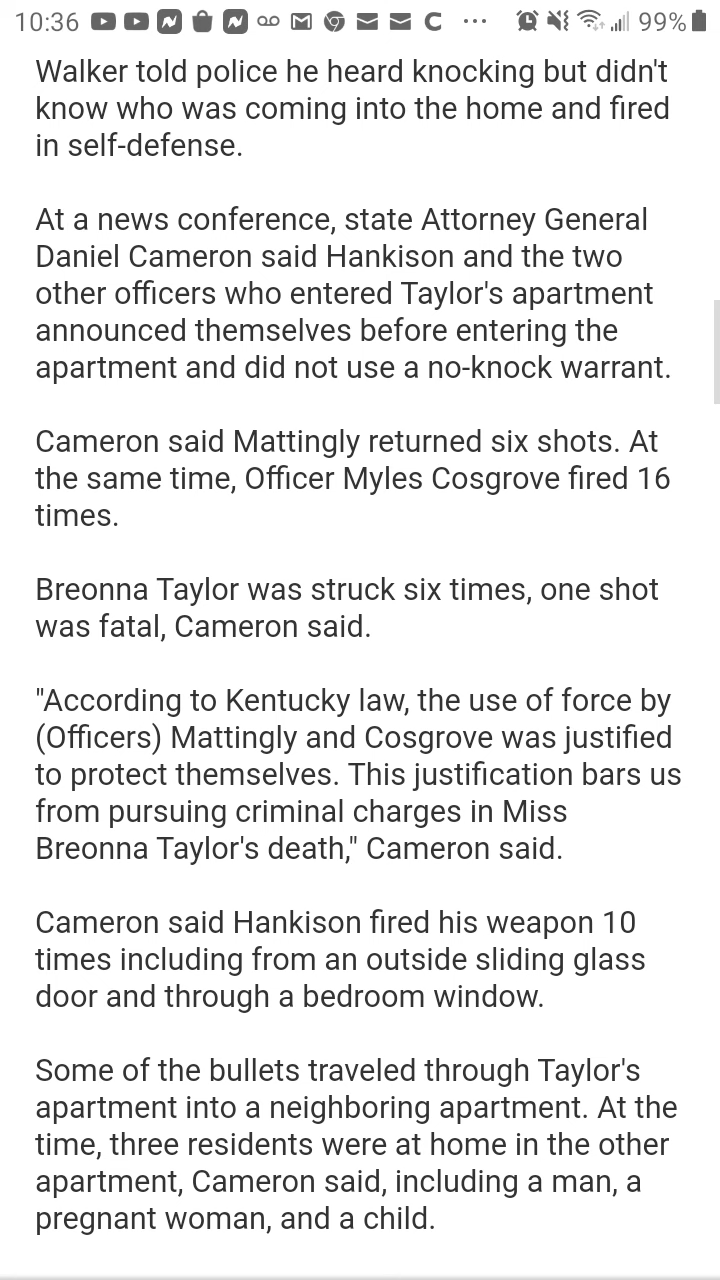 10:36 99%
Walker told police he heard knocking but didn't
know who was coming into the home and fired
in self-defense.
At a news conference, state Attorney General
Daniel Cameron said Hankison and the two
other officers who entered Taylor's apartment
announced themselves before entering the
apartment and did not use a no-knock warrant.
Cameron said Mattingly returned six shots. At
the same time, Officer Myles Cosgrove fired 16
times.
Breonna Taylor was struck six times, one shot
was fatal, Cameron said.
"According to Kentucky law, the use of force by
(Officers) Mattingly and Cosgrove was justified
to protect themselves. This justification bars us
from pursuing criminal charges in Miss
Breonna Taylor's death," Cameron said.
Cameron said Hankison fired his weapon 10
times including from an outside sliding glass
door and through a bedroom window.
Some of the bullets traveled through Taylor's
apartment into a neighboring apartment. At the
time, three residents were at home in the other
apartment, Cameron said, including a man, a
pregnant woman, and a child.